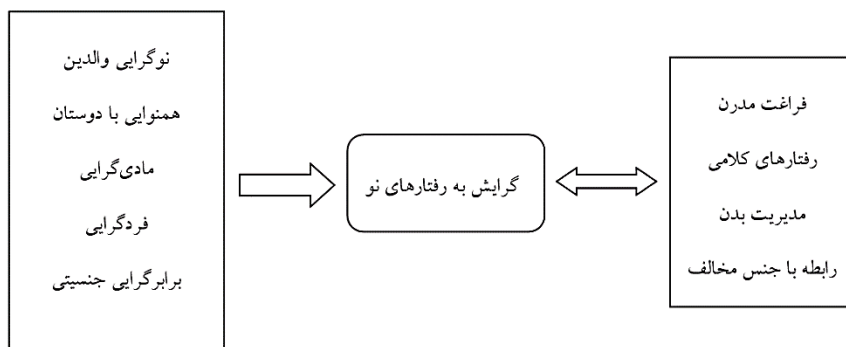 نوگرایی والدین
همنوایی با دوستان
مادی‌گرایی
فردگرایی
برابرگرایی جنسیتی
گرایش به رفتارهای نو
فراغت مدرن
رفتارهای کلامی
مدیریت بدن
رابطه با جنس مخالف